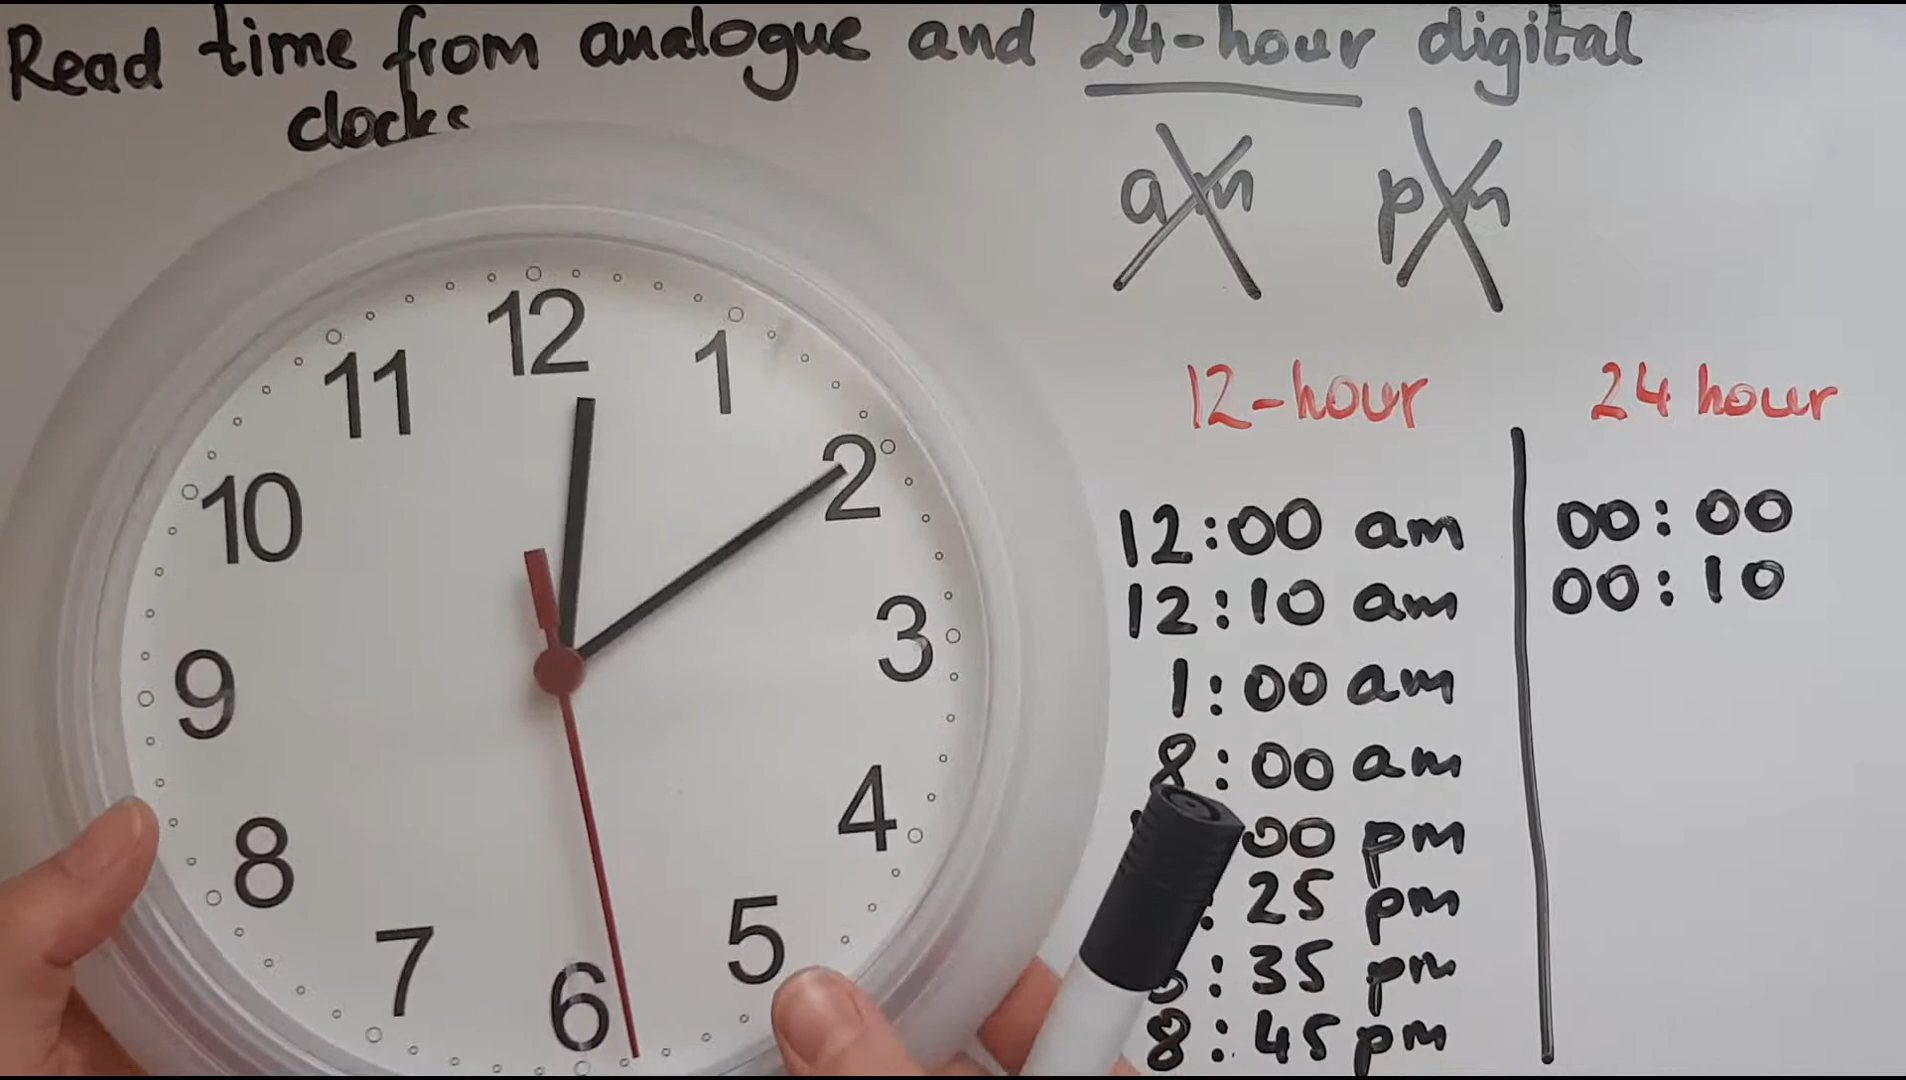 Read time from analogue and 24-hour digital
clocks
am pm
12-hour 24 hour
12:00 am 00:00
12:10 am 00:10
1:00 am
8:00 am
00 pm
: 25 pm
: 35 pm
8:45 pm
12
1
2
3
4
5
6
7
8
9
10
11